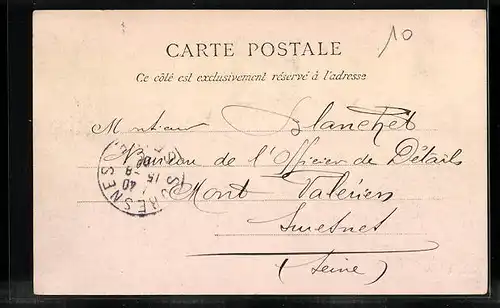 10
CARTE POSTALE
Ce côté est exclusivement réservé à l'adresse
Monsieur Blanchet
Bureau de l'Officier de Détails
Mont Valérien
Suresnes
(Seine)
SURESNES
15